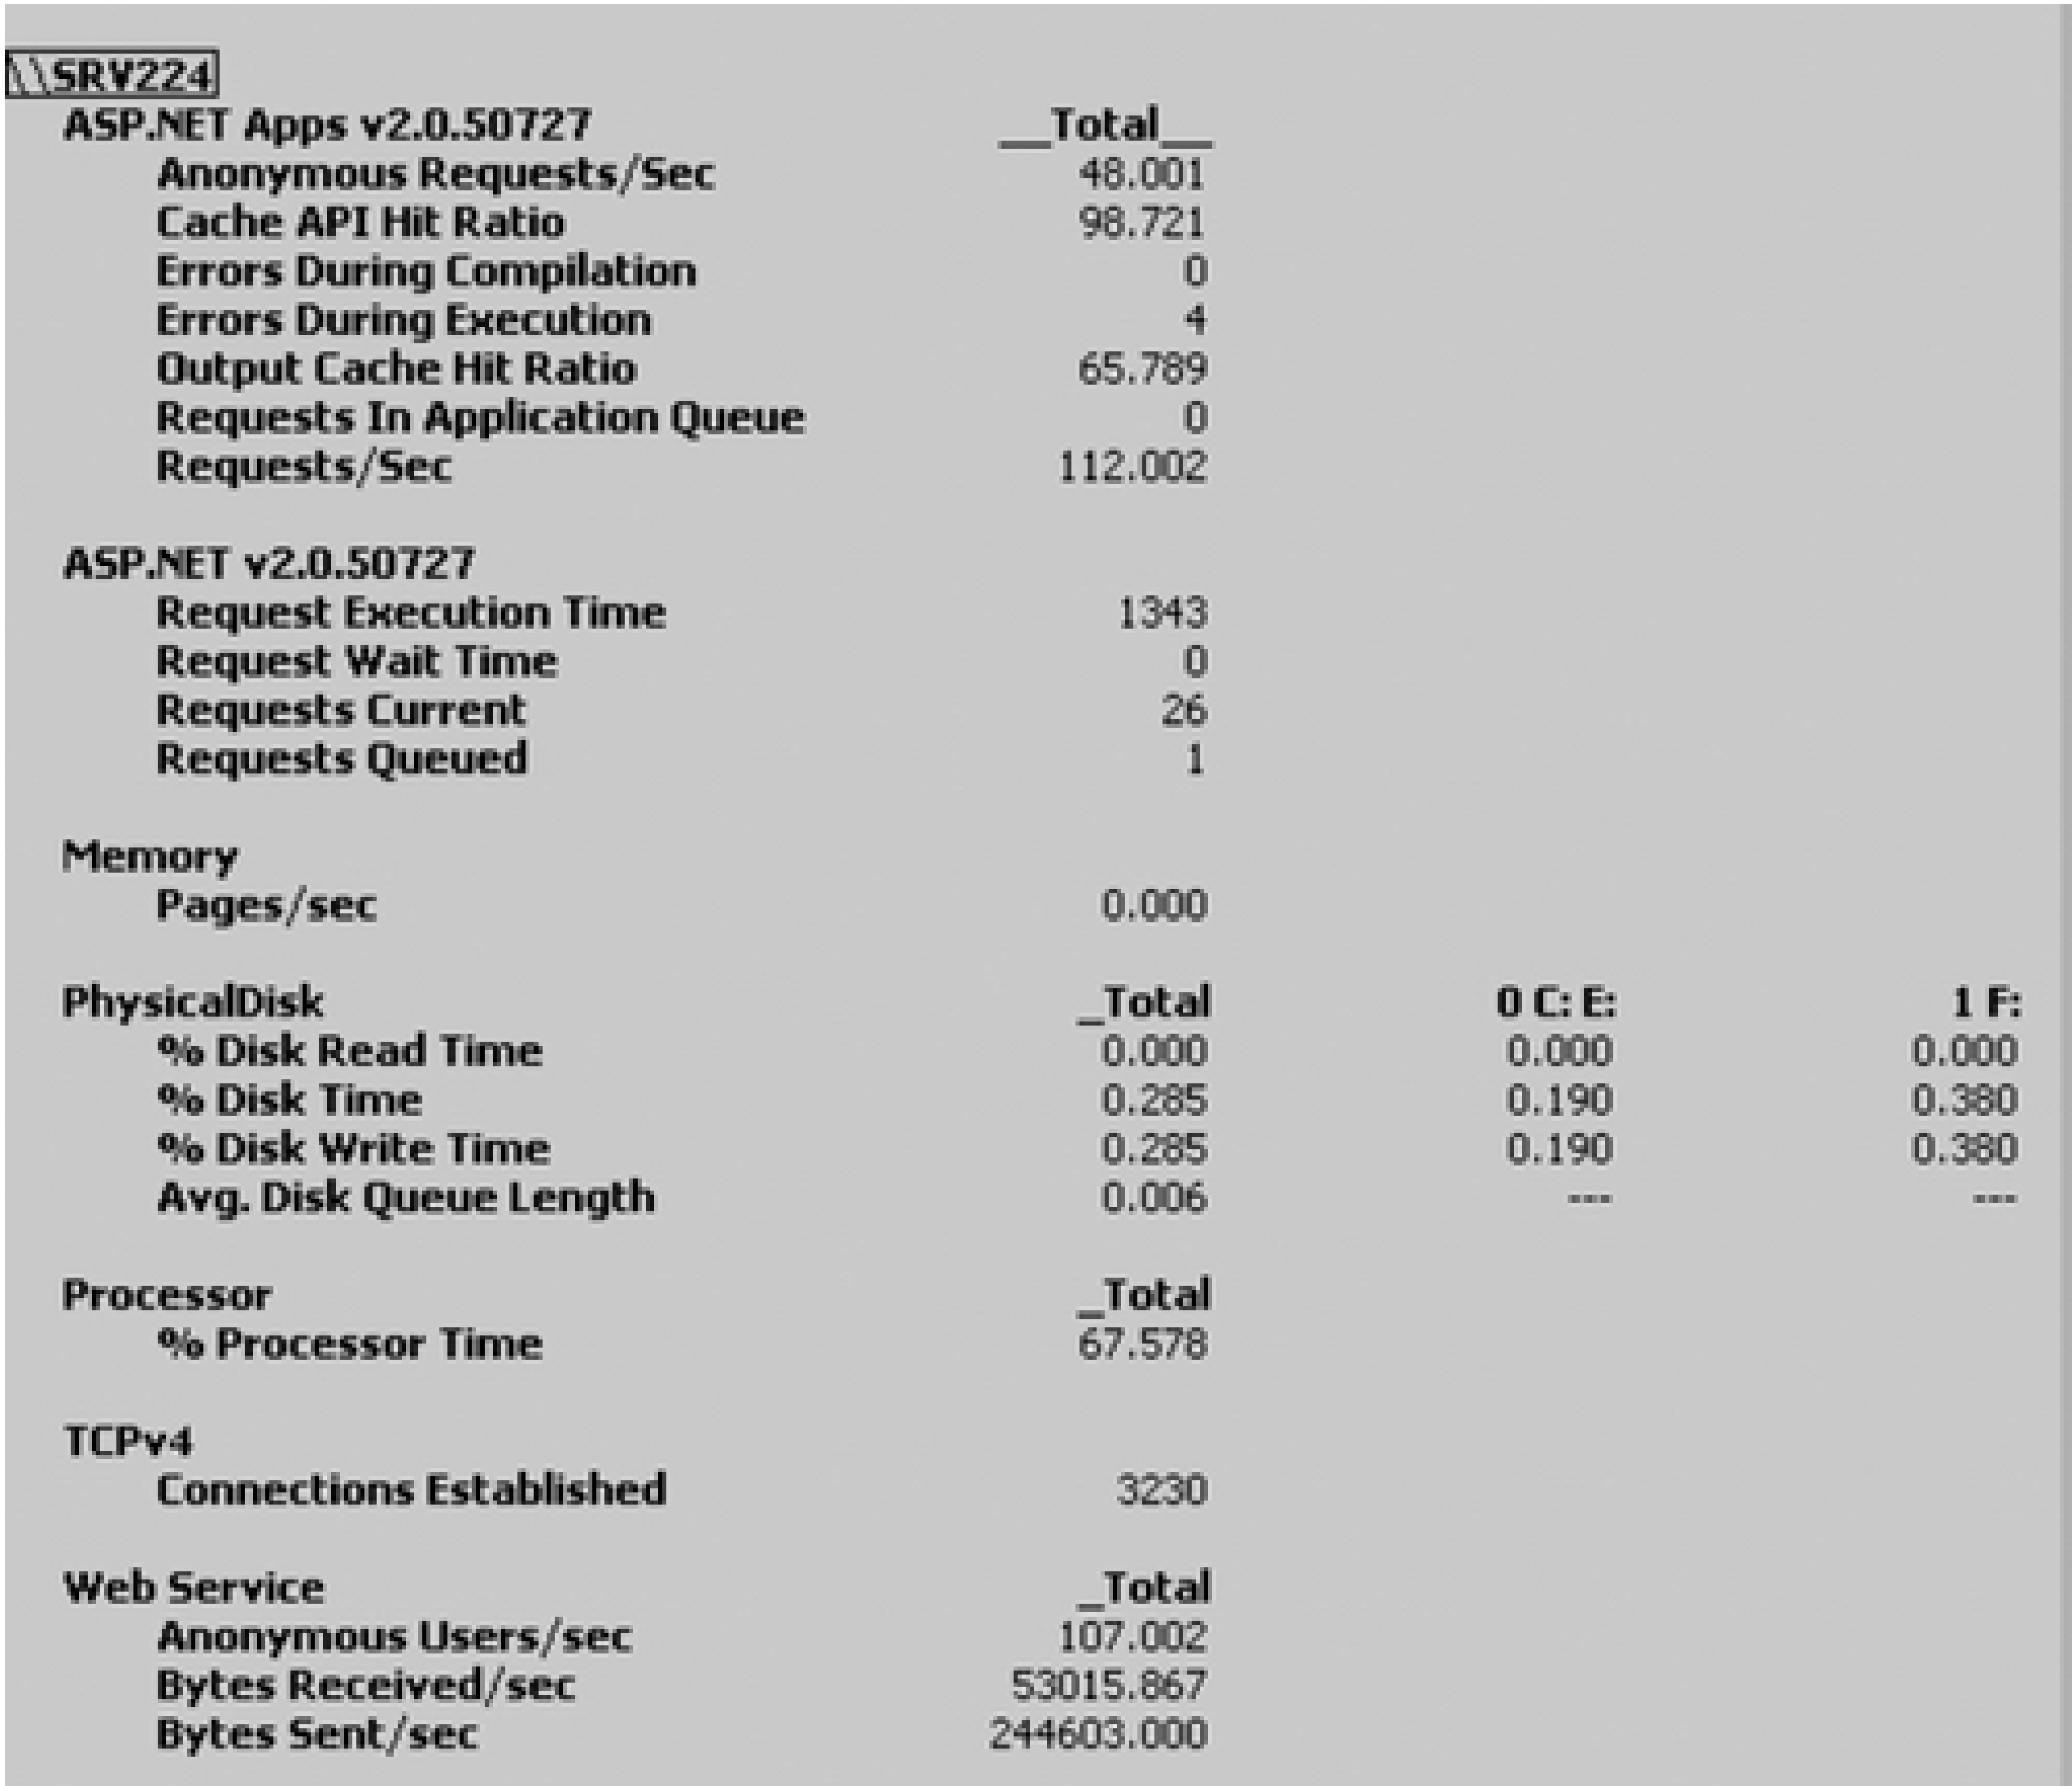 \\SRV224
ASP.NET Apps v2.0.50727 __Total__
Anonymous Requests/Sec 48.001
Cache API Hit Ratio 98.721
Errors During Compilation 0
Errors During Execution 4
Output Cache Hit Ratio 65.789
Requests In Application Queue 0
Requests/Sec 112.002
ASP.NET v2.0.50727
Request Execution Time 1343
Request Wait Time 0
Requests Current 26
Requests Queued 1
Memory
Pages/sec 0.000
PhysicalDisk _Total 0 C: E: 1 F:
% Disk Read Time 0.000 0.000 0.000
% Disk Time 0.285 0.190 0.380
% Disk Write Time 0.285 0.190 0.380
Avg. Disk Queue Length 0.006 --- ---
Processor _Total
% Processor Time 67.578
TCPv4
Connections Established 3230
Web Service _Total
Anonymous Users/sec 107.002
Bytes Received/sec 53015.867
Bytes Sent/sec 244603.000